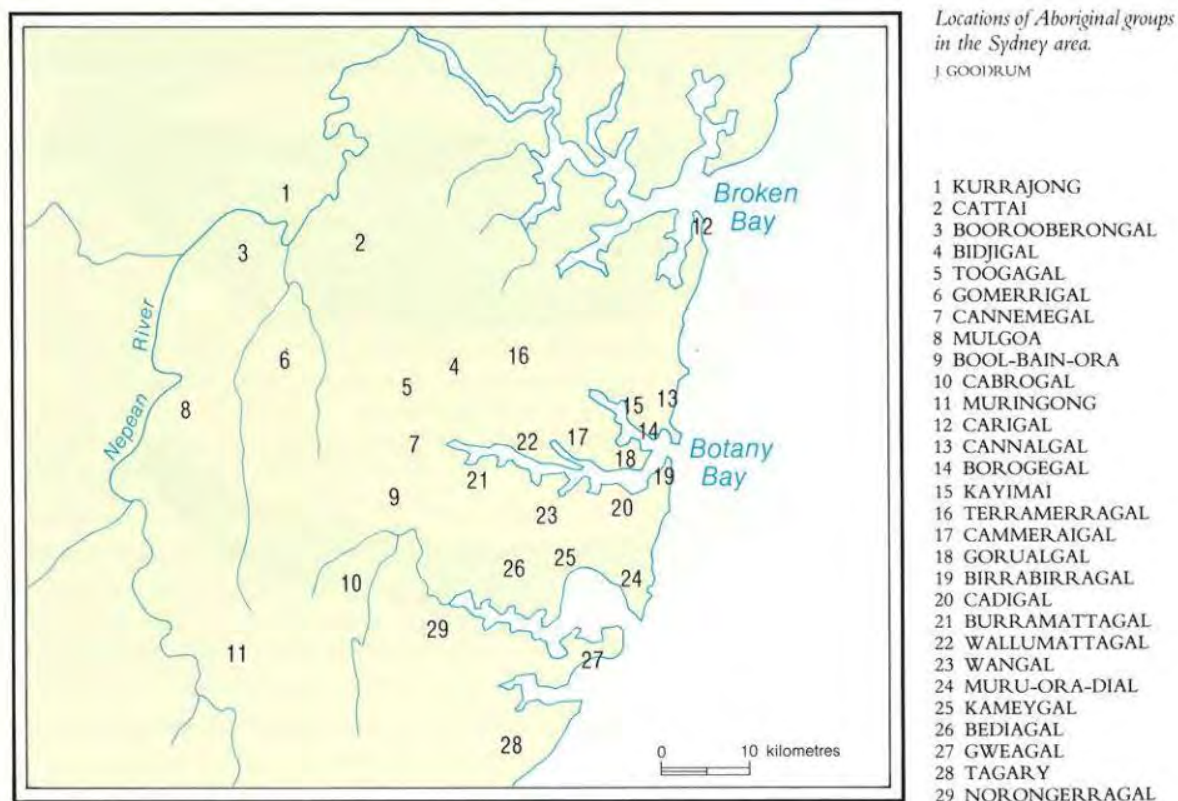 Locations of Aboriginal groups
in the Sydney area.
J. GOODRUM
1 KURRAJONG
2 CATTAI
3 BOOROOBERONGAL
4 BIDJIGAL
5 TOOGAGAL
6 GOMERRIGAL
7 CANNEMEGAL
8 MULGOA
9 BOOL-BAIN-ORA
10 CABROGAL
11 MURINGONG
12 CARIGAL
13 CANNALGAL
14 BOROGEGAL
15 KAYIMAI
16 TERRAMERRAGAL
17 CAMMERAIGAL
18 GORUALGAL
19 BIRRABIRRAGAL
20 CADIGAL
21 BURRAMATTAGAL
22 WALLUMATTAGAL
23 WANGAL
24 MURU-ORA-DIAL
25 KAMEYGAL
26 BEDIAGAL
27 GWEAGAL
28 TAGARY
29 NORONGERRAGAL
1
Broken
Bay
12
2
3
River
6
4
16
5
8
Nepean
15
13
14
7
22
17
Botany
Bay
18
21
19
9
23
20
26
25
10
24
29
11
27
28
0 10 kilometres